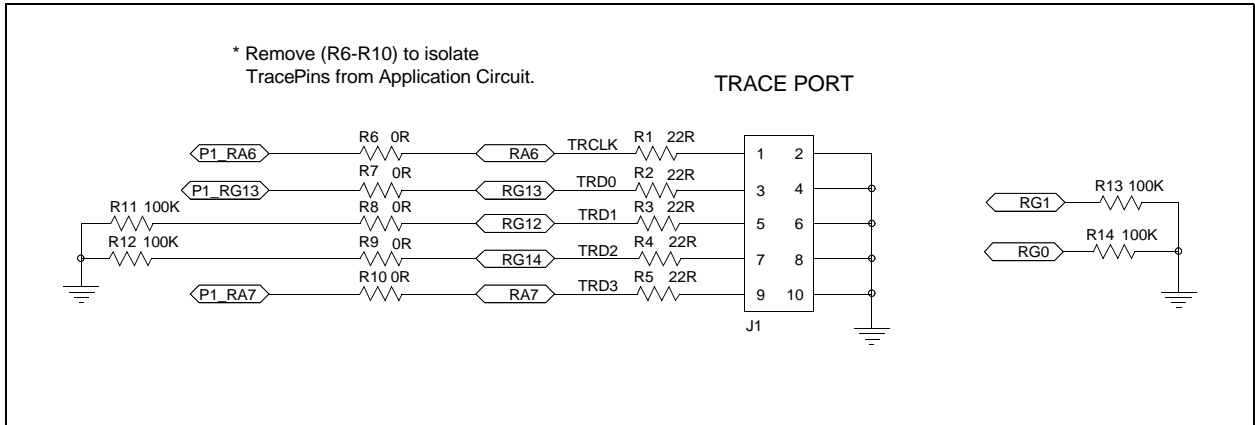 * Remove (R6-R10) to isolate
TracePins from Application Circuit.
TRACE PORT
P1_RA6
R6 0R
RA6
TRCLK
R1 22R
1 2
P1_RG13
R7 0R
RG13
TRD0
R2 22R
3 4
R11 100K
R8 0R
RG12
TRD1
R3 22R
5 6
R12 100K
R9 0R
RG14
TRD2
R4 22R
7 8
P1_RA7
R10 0R
RA7
TRD3
R5 22R
9 10
J1
RG1
R13 100K
RG0
R14 100K